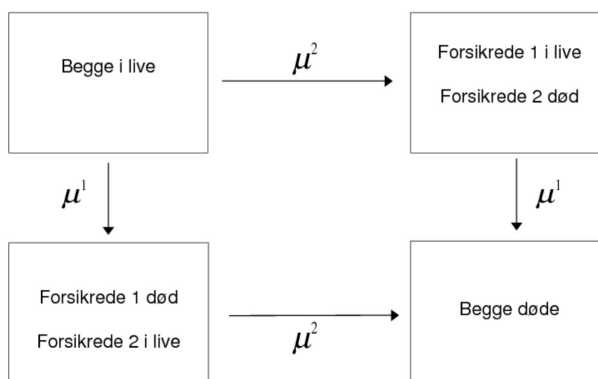 Begge i live
μ²
Forsikrede 1 i live
Forsikrede 2 død
μ¹
μ¹
Forsikrede 1 død
Forsikrede 2 i live
μ²
Begge døde